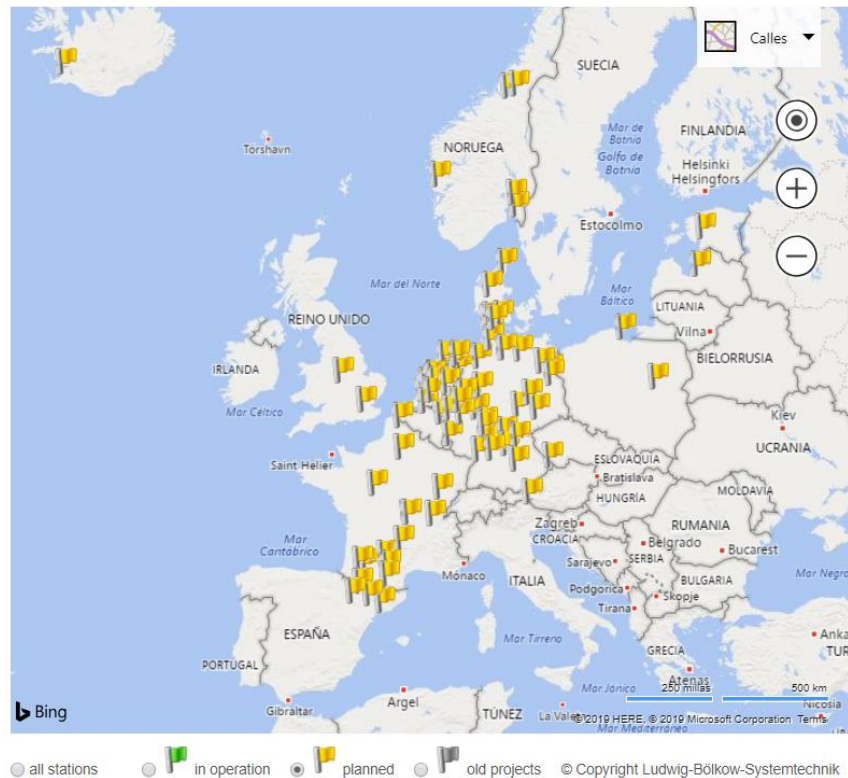 Calles
SUECIA
Mar de
Botnia
Golfo de
Botnia
FINLANDIA
Helsinki
Helsingfors
Torshavn
NORUEGA
Estocolmo
Mar del Norte
Mar
Báltico
LITUANIA
Vilna
REINO UNIDO
BIELORRUSIA
IRLANDA
Mar Céltico
Kiev
UCRANIA
Saint Helier
ESLOVAQUIA
Bratislava
HUNGRÍA
MOLDAVIA
Zagreb
CROACIA
RUMANIA
Belgrado
Bucarest
SERBIA
Mar
Cantábrico
Mónaco
ITALIA
Sarajevo
Podgorica
Skopje
BULGARIA
Mar Negro
Tirana
ESPAÑA
Mar Tirreno
Anka
TUR
PORTUGAL
GRECIA
Atenas
Mar Jónico
250 millas
500 km
Bing
Gibraltar
Argel
TÚNEZ
La Valeta
Nicosia
© 2019 HERE, © 2019 Microsoft Corporation Terms
all stations in operation planned old projects © Copyright Ludwig-Bölkow-Systemtechnik